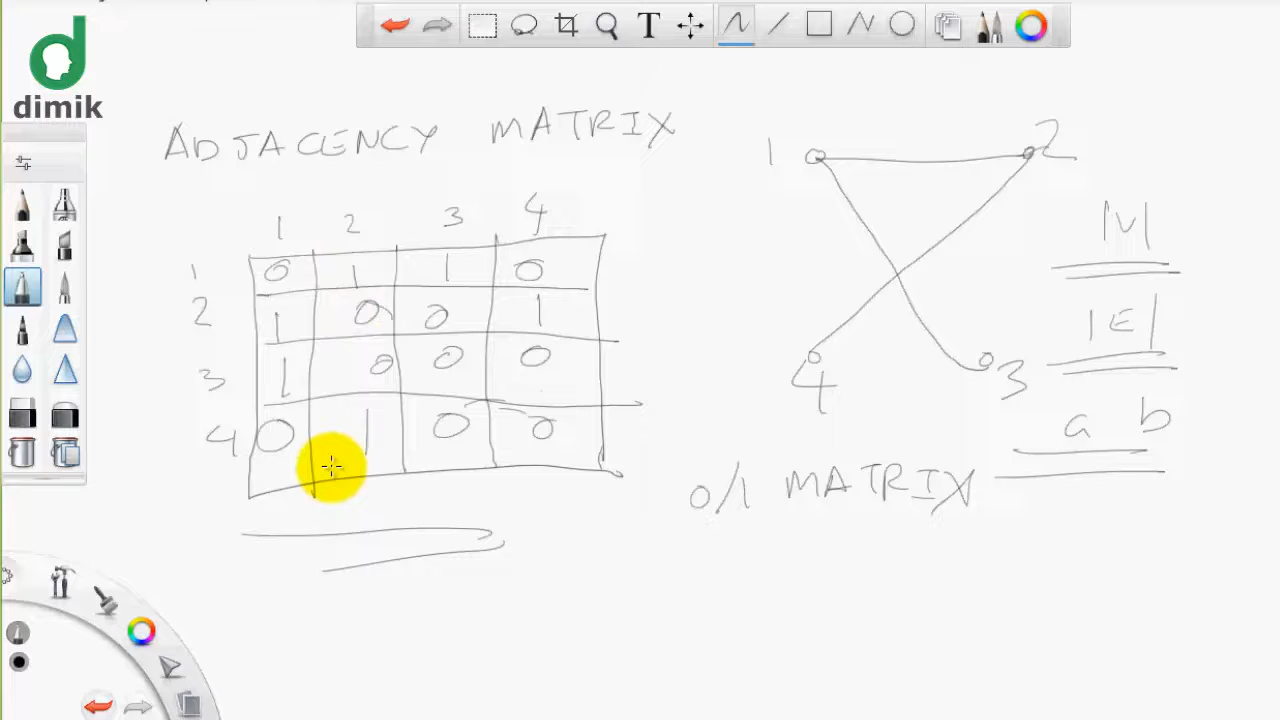 dimik
T
ADJACENCY MATRIX
1 2
1 2 3 4
|V|
1 0 1 1 0
2 1 0 0 1
|E|
3 1 0 0 0
4 3
4 0 1 0 0
a b
0/1 MATRIX